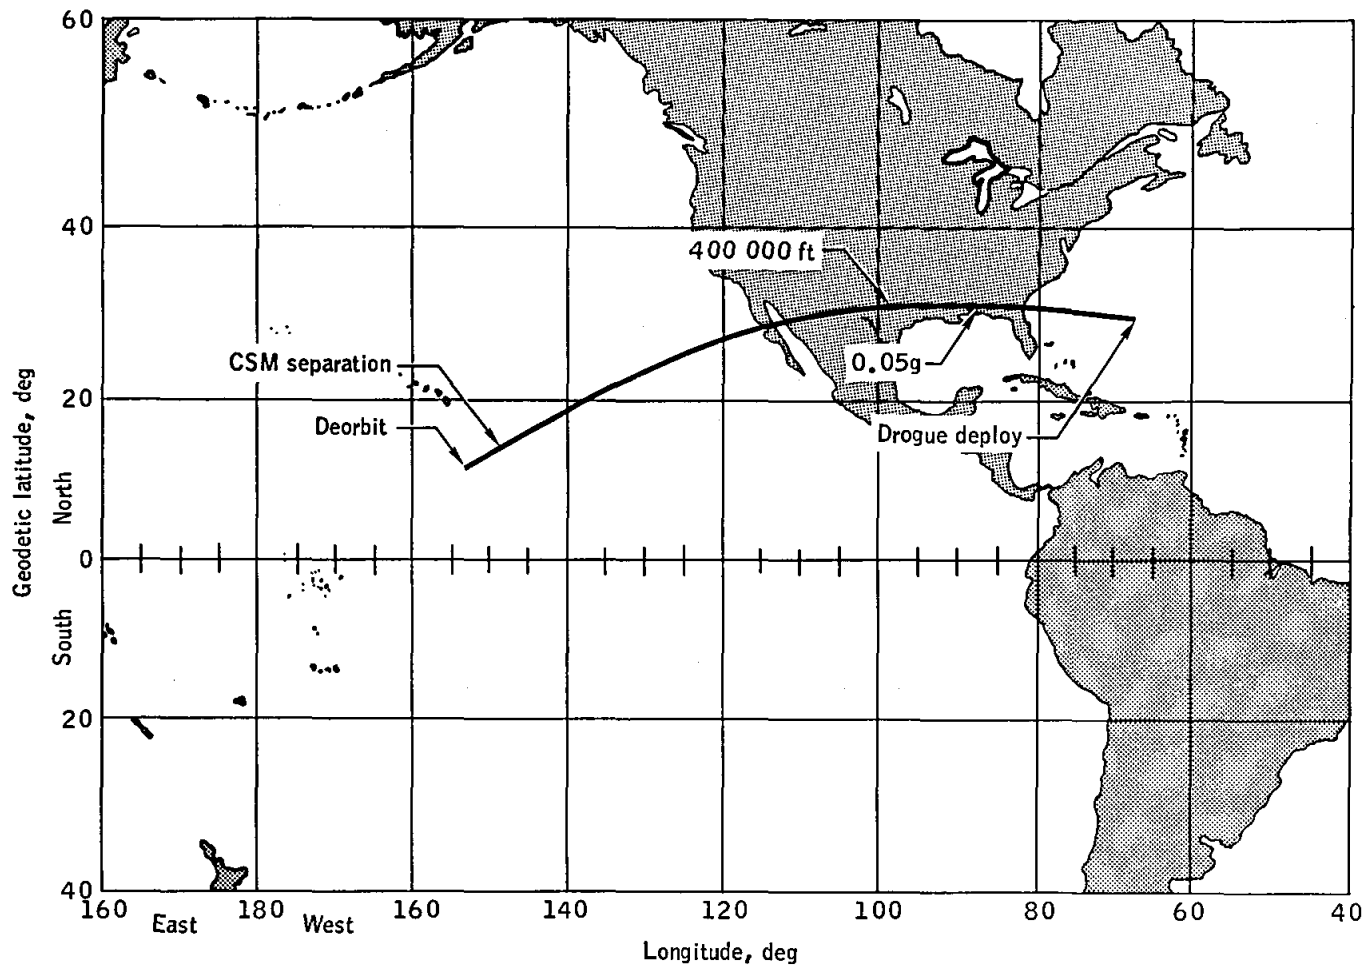 60
40
400 000 ft
CSM separation
0.05g
20
Deorbit
Drogue deploy
Geodetic latitude, deg
North
0
South
20
40
160 180 160 140 120 100 80 60 40
East West
Longitude, deg